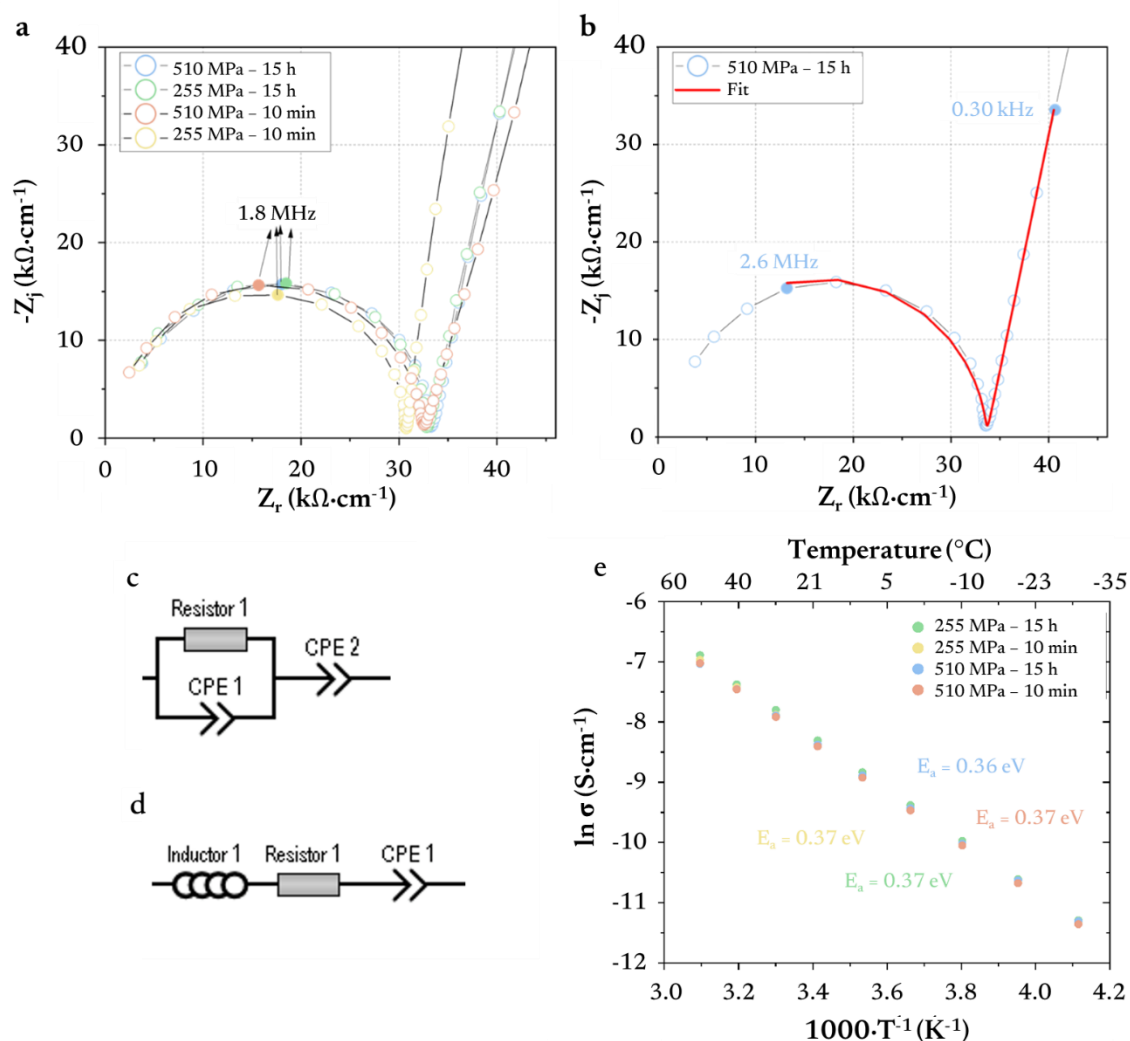 a
40
30
20
10
0
-Zj (kΩ·cm-1)
510 MPa – 15 h
255 MPa – 15 h
510 MPa – 10 min
255 MPa – 10 min
1.8 MHz
0 10 20 30 40
Zr (kΩ·cm-1)
b
40
30
20
10
0
-Zj (kΩ·cm-1)
510 MPa – 15 h
Fit
0.30 kHz
2.6 MHz
0 10 20 30 40
Zr (kΩ·cm-1)
c
Resistor 1
CPE 1
CPE 2
d
Inductor 1 Resistor 1 CPE 1
e
Temperature (°C)
60 40 21 5 -10 -23 -35
-6
-7
-8
-9
-10
-11
-12
ln σ (S·cm-1)
255 MPa – 15 h
255 MPa – 10 min
510 MPa – 15 h
510 MPa – 10 min
Ea = 0.36 eV
Ea = 0.37 eV
Ea = 0.37 eV
Ea = 0.37 eV
3.0 3.2 3.4 3.6 3.8 4.0 4.2
1000·T-1 (K-1)